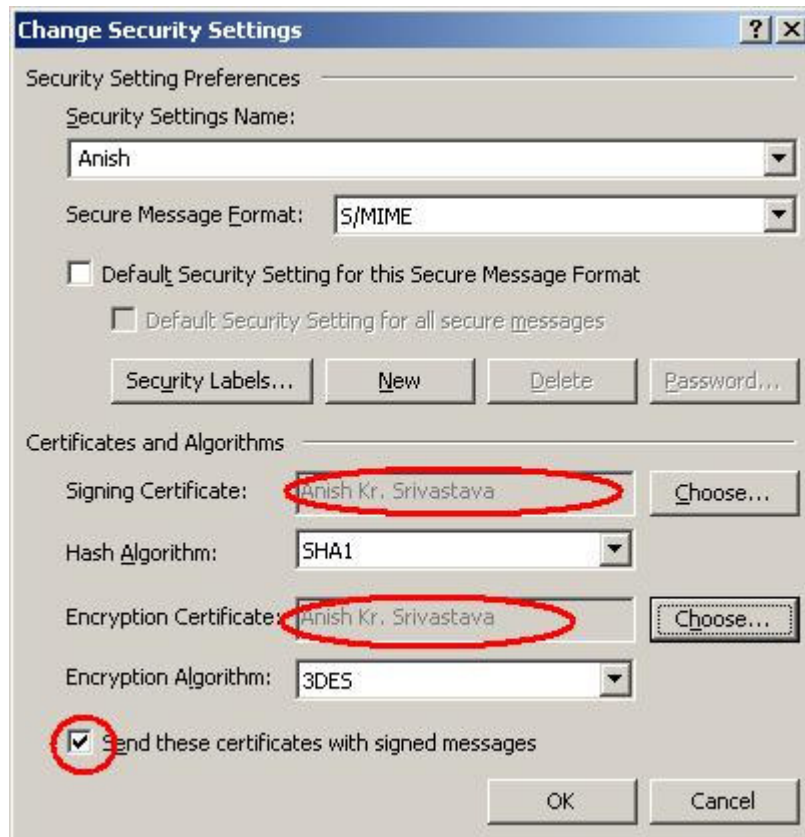 Change Security Settings
Security Setting Preferences
Security Settings Name:
Anish
Secure Message Format: S/MIME
Default Security Setting for this Secure Message Format
Default Security Setting for all secure messages
Security Labels... New Delete Password...
Certificates and Algorithms
Signing Certificate: Anish Kr. Srivastava Choose...
Hash Algorithm: SHA1
Encryption Certificate: Anish Kr. Srivastava Choose...
Encryption Algorithm: 3DES
Send these certificates with signed messages
OK Cancel